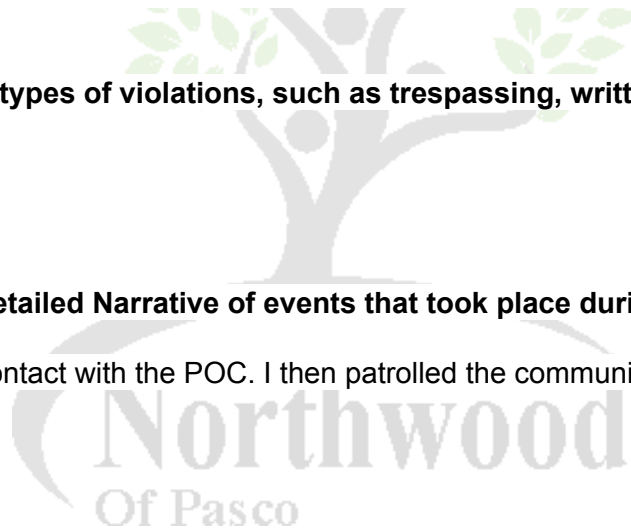 types of violations, such as trespassing, writt
etailed Narrative of events that took place duri
ontact with the POC. I then patrolled the communi
Northwood
Of Pasco